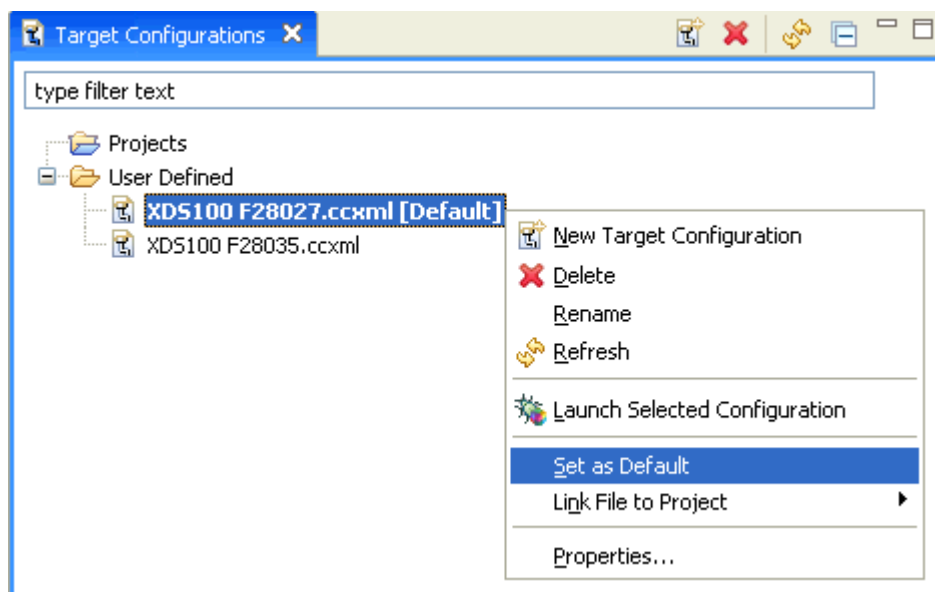 Target Configurations
type filter text
Projects
User Defined
XDS100 F28027.ccxml [Default]
XDS100 F28035.ccxml
New Target Configuration
Delete
Rename
Refresh
Launch Selected Configuration
Set as Default
Link File to Project
Properties...